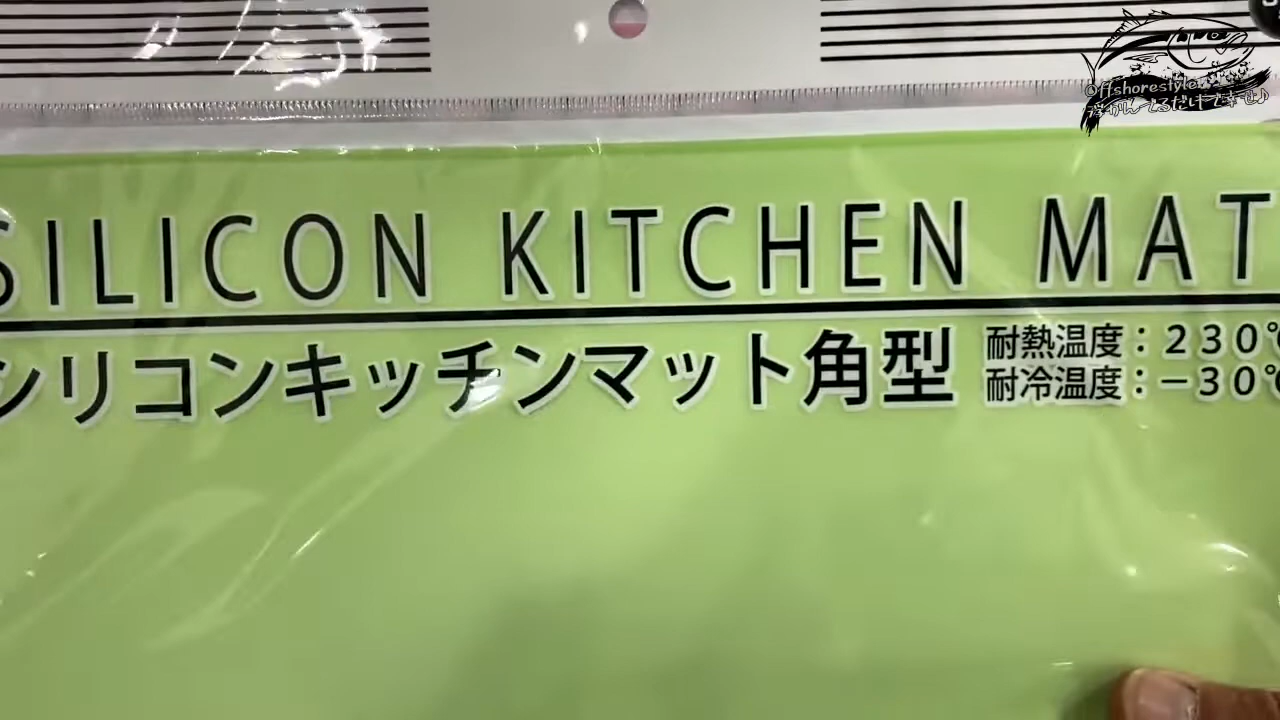 Offshorestyle
SILICON KITCHEN MAT
シリコンキッチンマット角型
耐熱温度：230℃
耐冷温度：－30℃